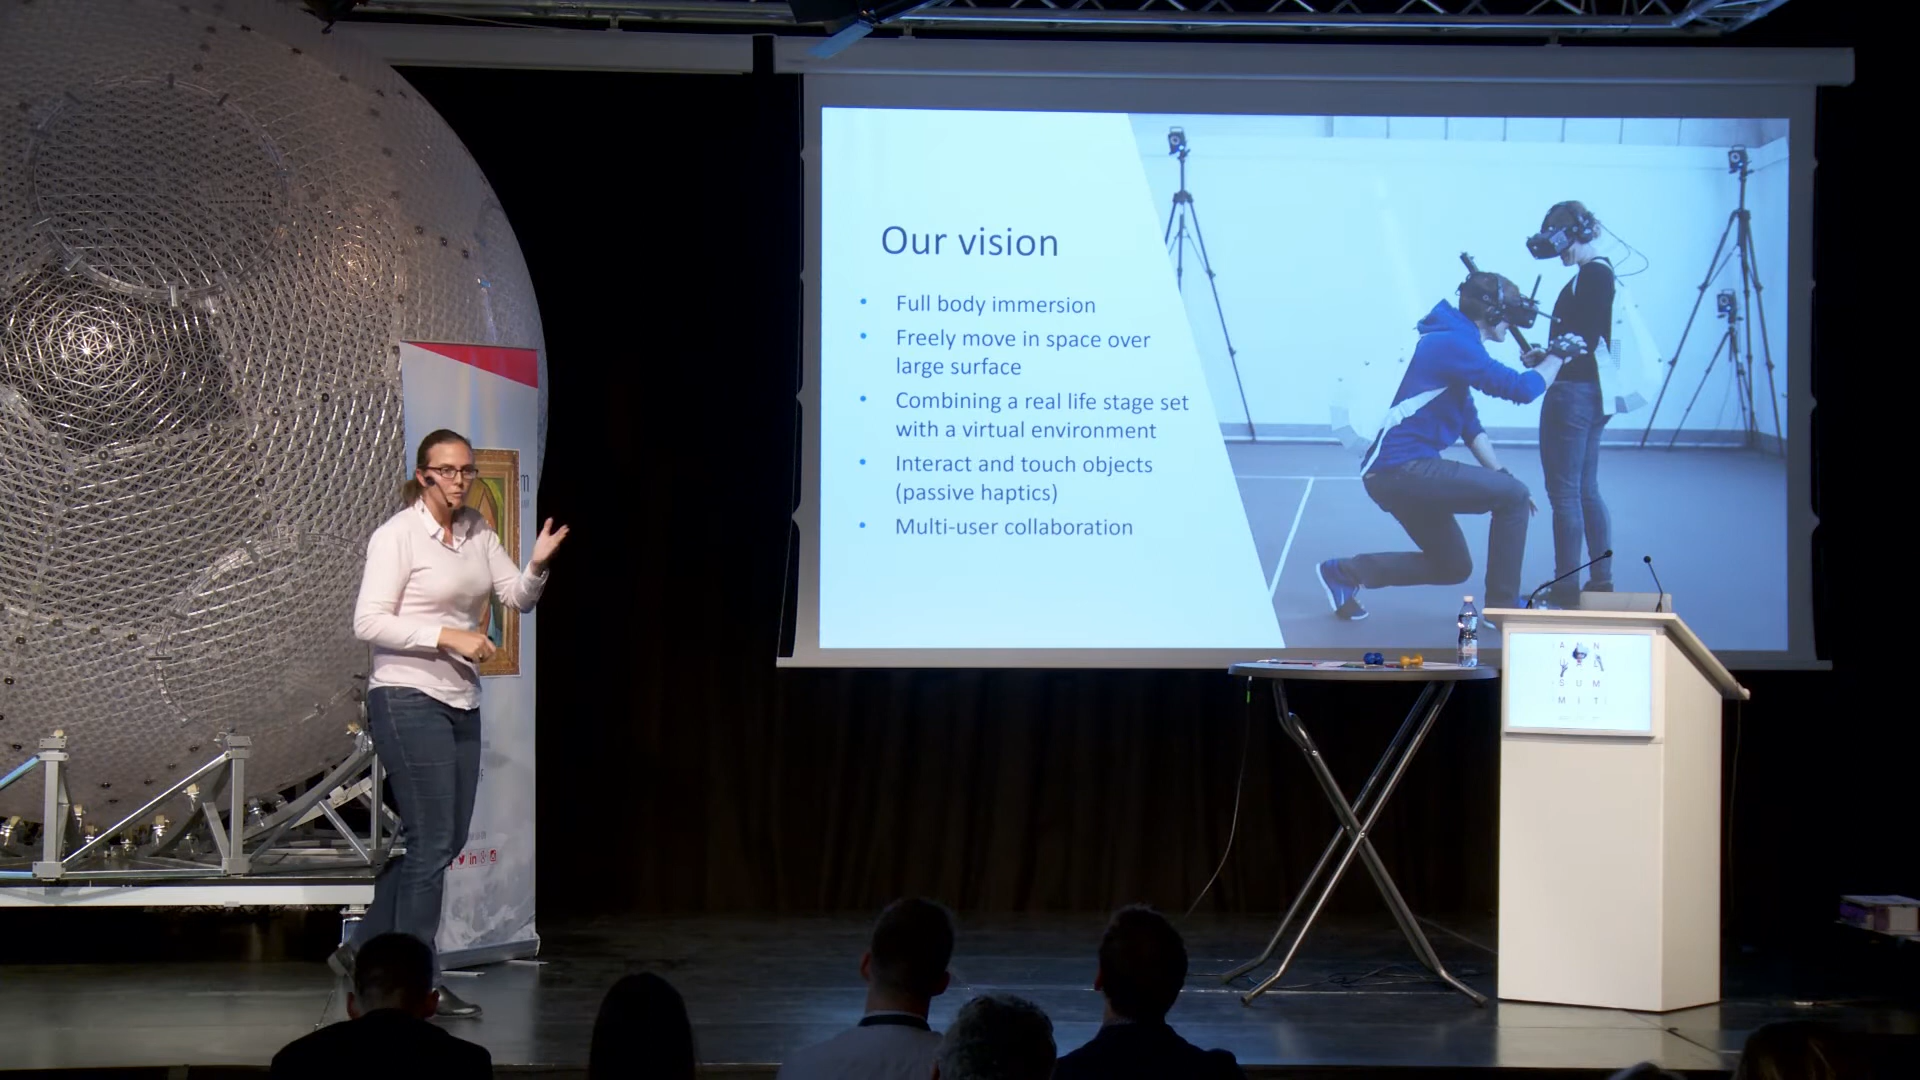 Our vision
• Full body immersion
• Freely move in space over
large surface
• Combining a real life stage set
with a virtual environment
• Interact and touch objects
(passive haptics)
• Multi-user collaboration
A N N
U A L
S U M
M I T
m
in